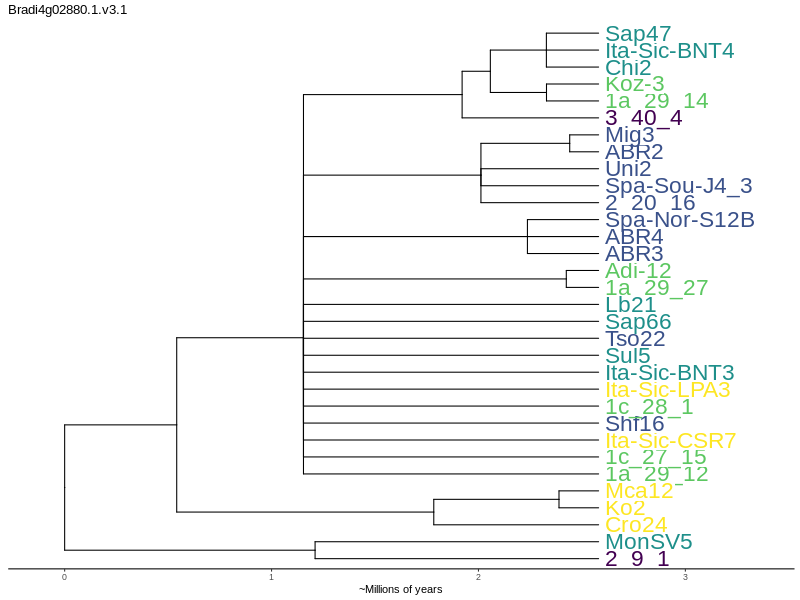 Bradi4g02880.1.v3.1
Sap47
Ita-Sic-BNT4
Chi2
Koz-3
1a_29_14
3_40_4
Mig3
ABR2
Uni2
Spa-Sou-J4_3
2_20_16
Spa-Nor-S12B
ABR4
ABR3
Adi-12
1a_29_27
Lb21
Sap66
Tso22
Sul5
Ita-Sic-BNT3
Ita-Sic-LPA3
1c_28_1
Shf16
Ita-Sic-CSR7
1c_27_15
1a_29_12
Mca12
Ko2
Cro24
MonSV5
2_9_1
0 1 2 3
~Millions of years